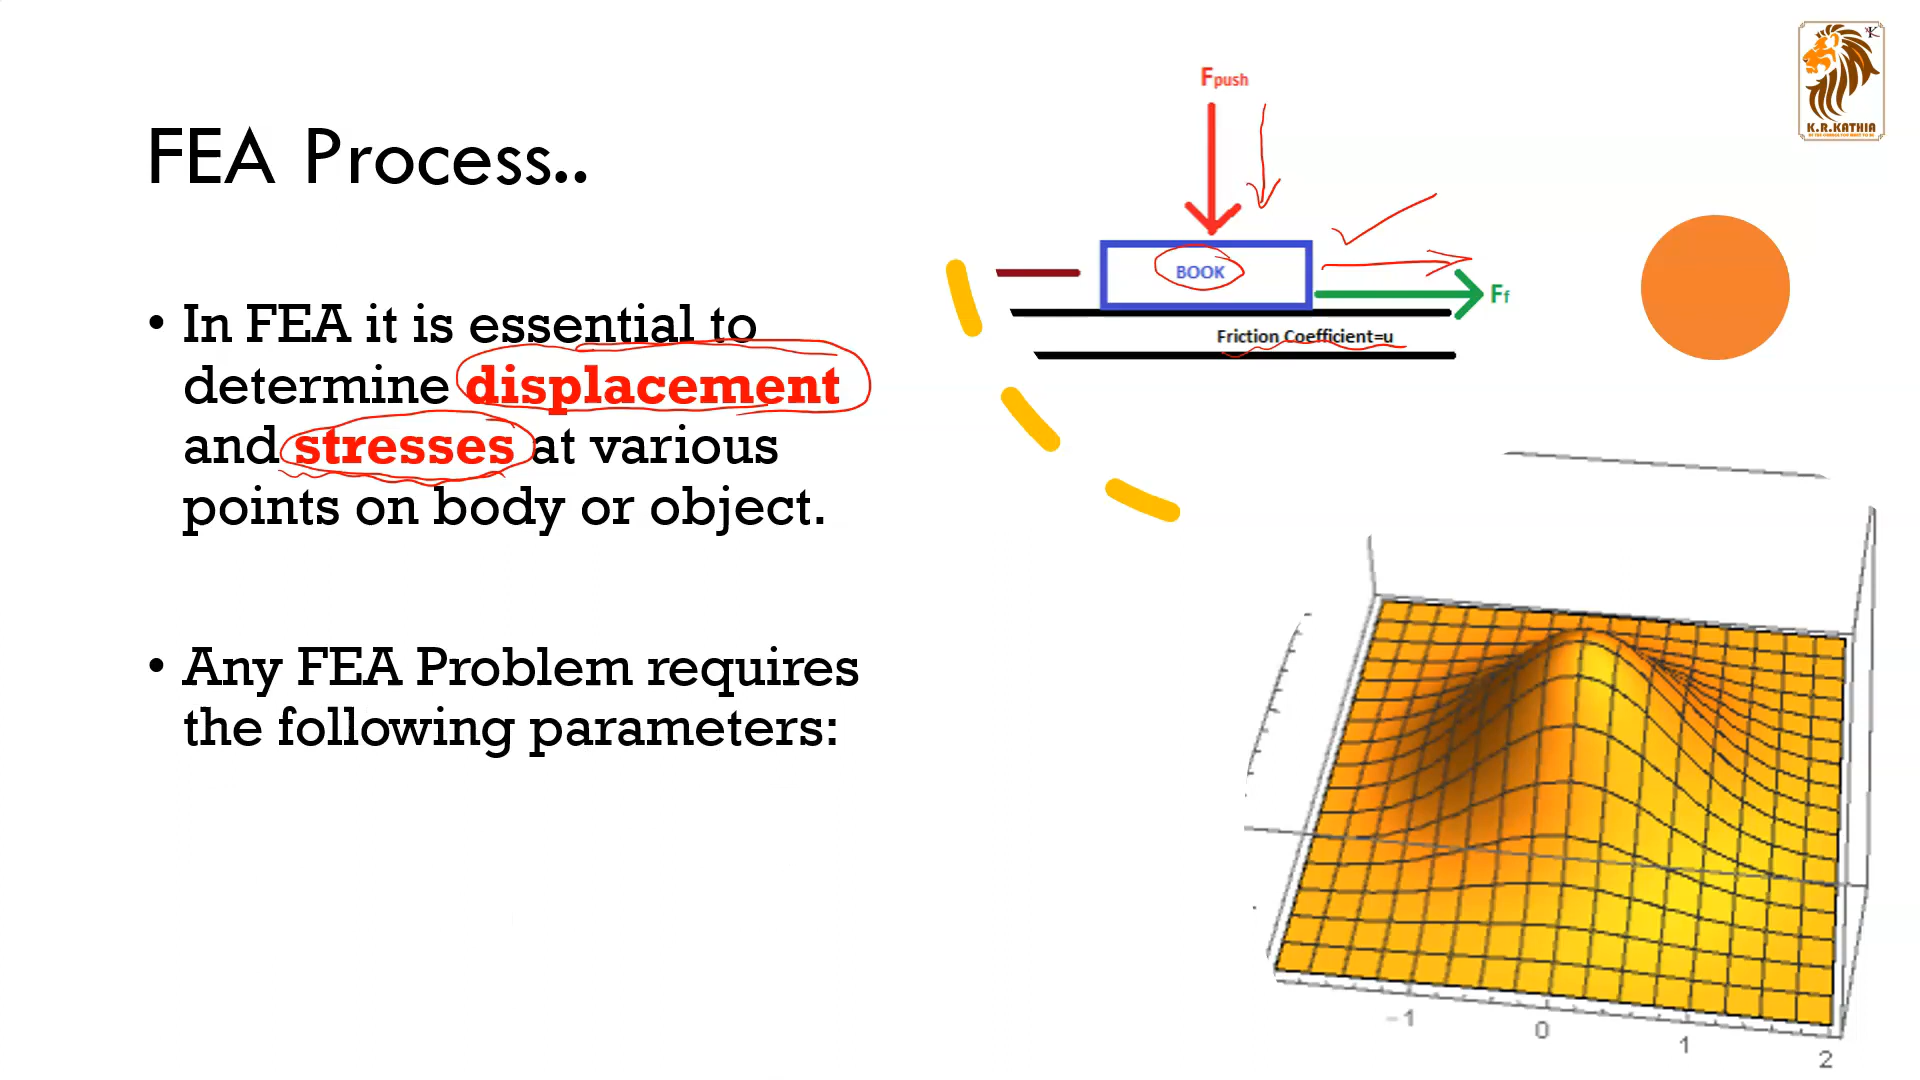 K
K.R.KATHIA
FEA Process..
Fpush
BOOK
Ff
Friction Coefficient=u
• In FEA it is essential to
determine displacement
and stresses at various
points on body or object.
• Any FEA Problem requires
the following parameters:
-1
0
1
2